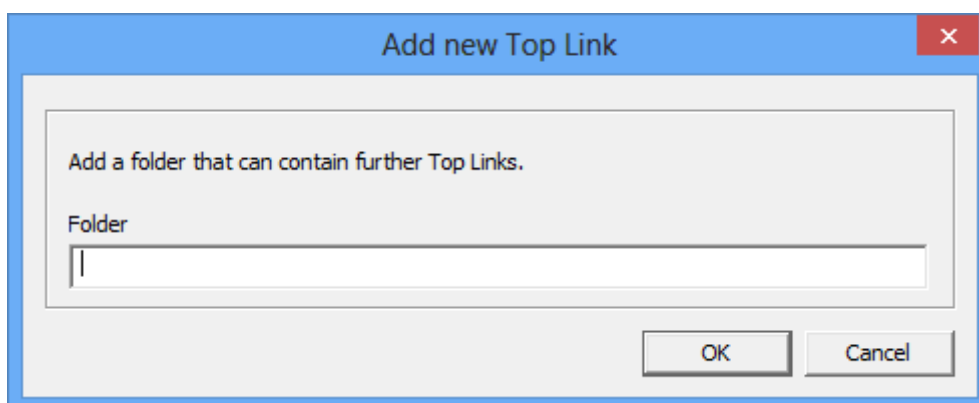 Add new Top Link
Add a folder that can contain further Top Links.
Folder
OK Cancel